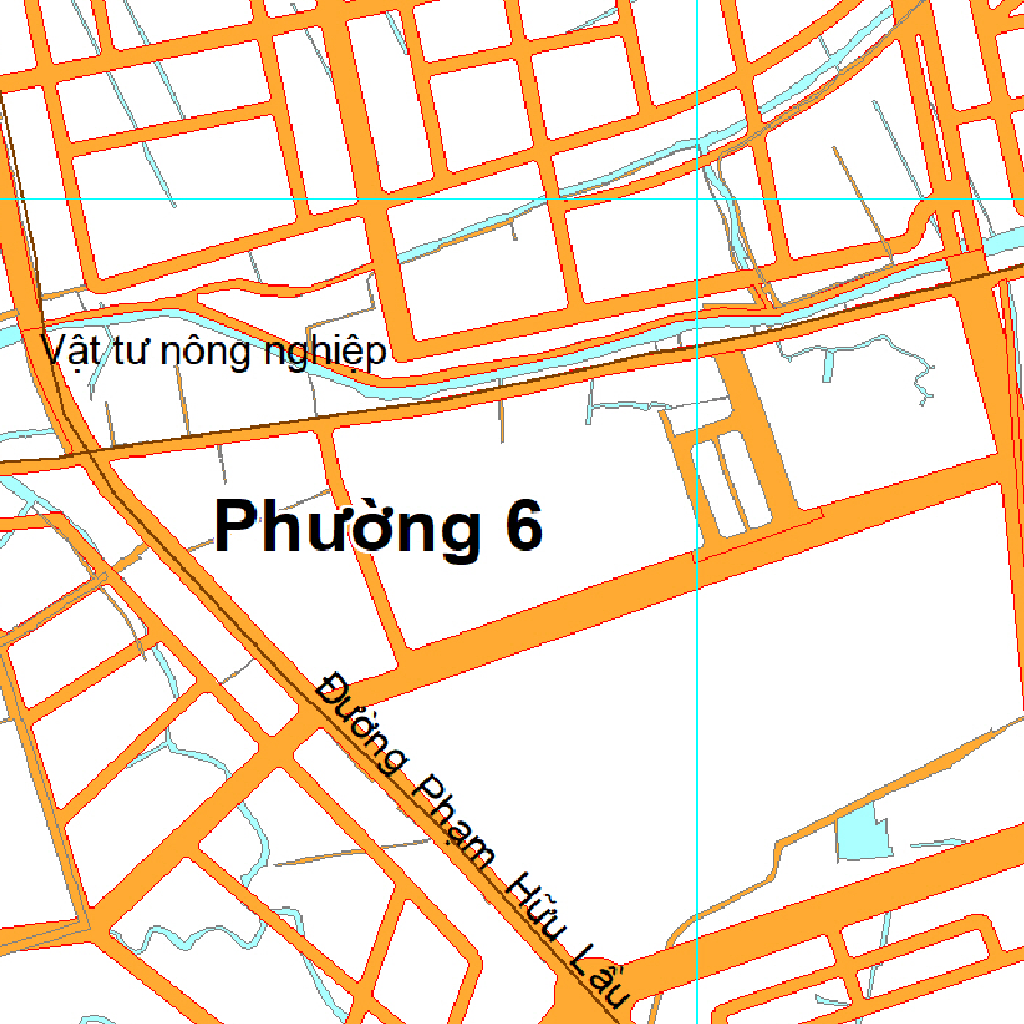 Vật tư nông nghiệp
Phường 6
Đường Phạm Hữu Lầu